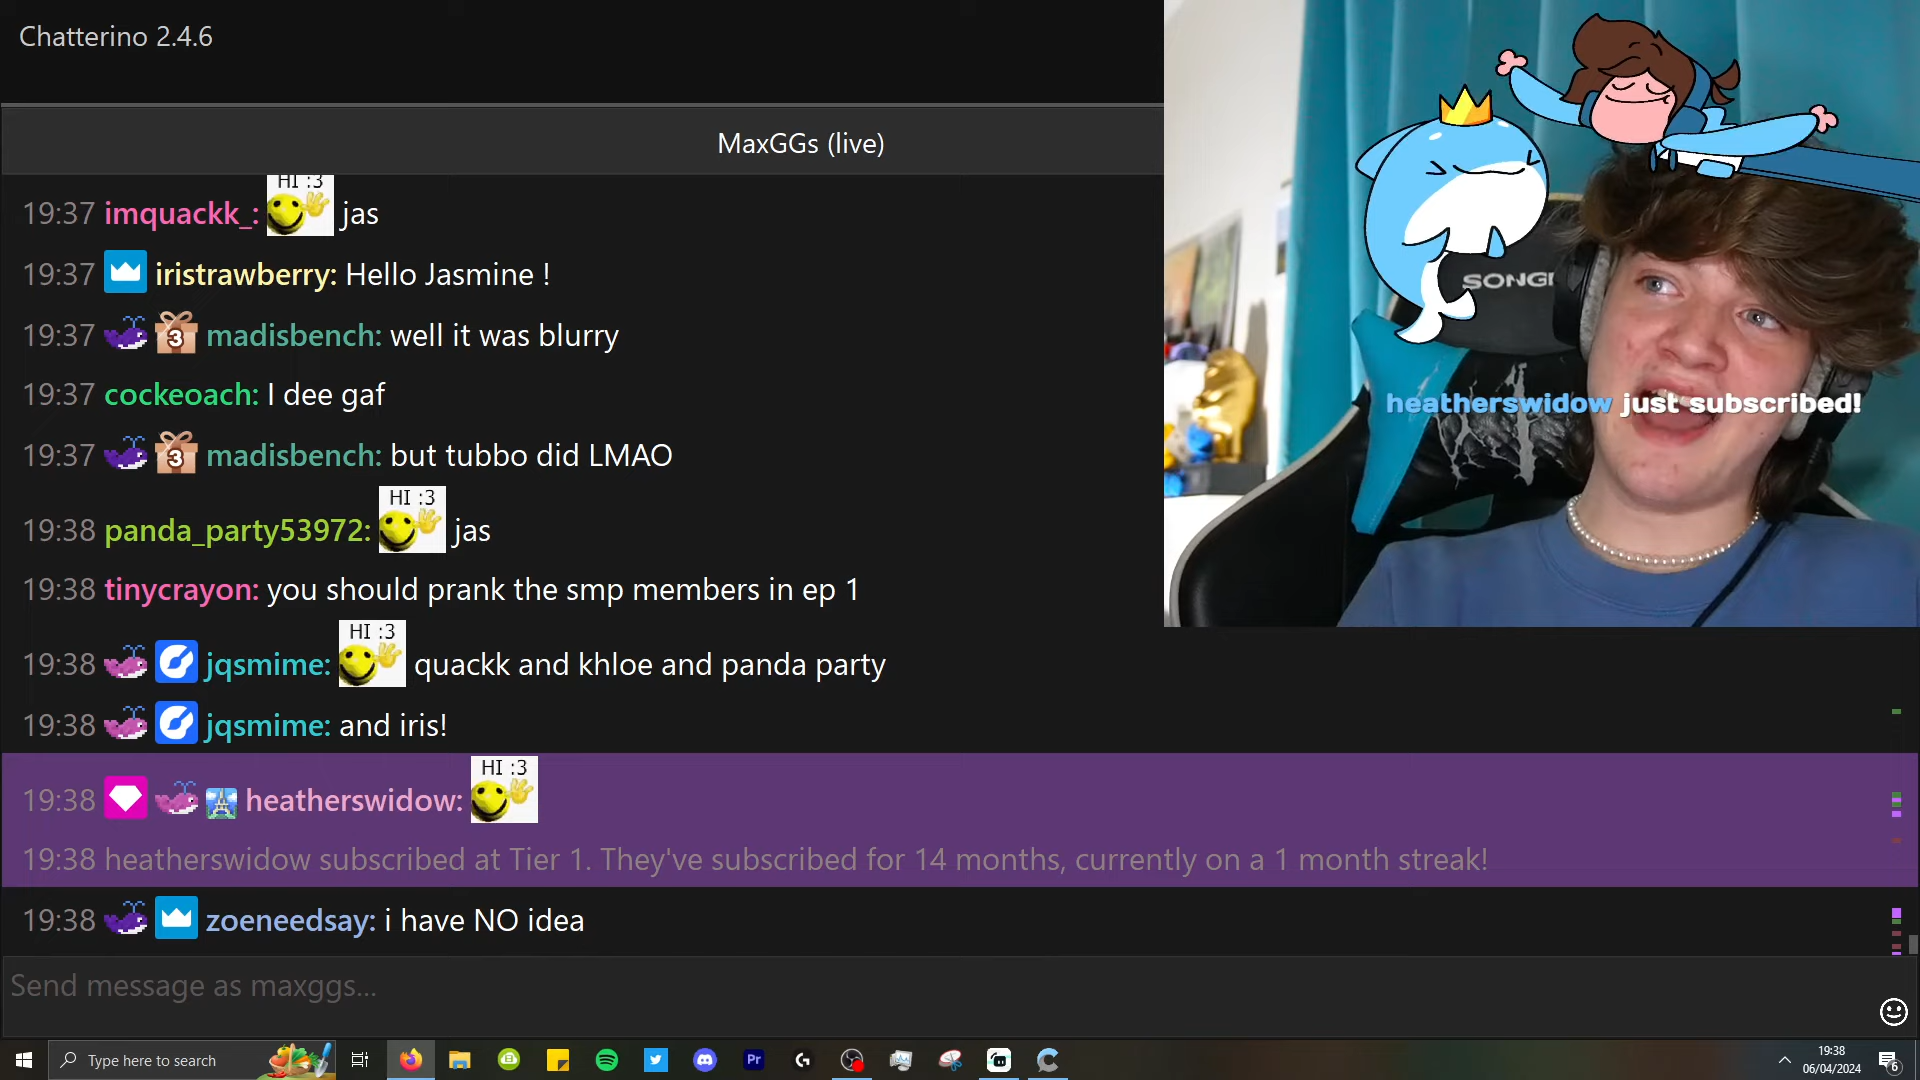 Chatterino 2.4.6
MaxGGs (live)
HI :3
19:37 imquackk_: jas
19:37 iristrawberry: Hello Jasmine !
19:37 3 madisbench: well it was blurry
19:37 cockeoach: I dee gaf
19:37 3 madisbench: but tubbo did LMAO
HI :3
19:38 panda_party53972: jas
19:38 tinycrayon: you should prank the smp members in ep 1
HI :3
19:38 jqsmime: quackk and khloe and panda party
19:38 jqsmime: and iris!
HI :3
19:38 heatherswidow:
19:38 heatherswidow subscribed at Tier 1. They've subscribed for 14 months, currently on a 1 month streak!
19:38 zoeneedsay: i have NO idea
Send message as maxggs...
SONG
heatherswidow just subscribed!
Type here to search
Pr
19:38
06/04/2024
6